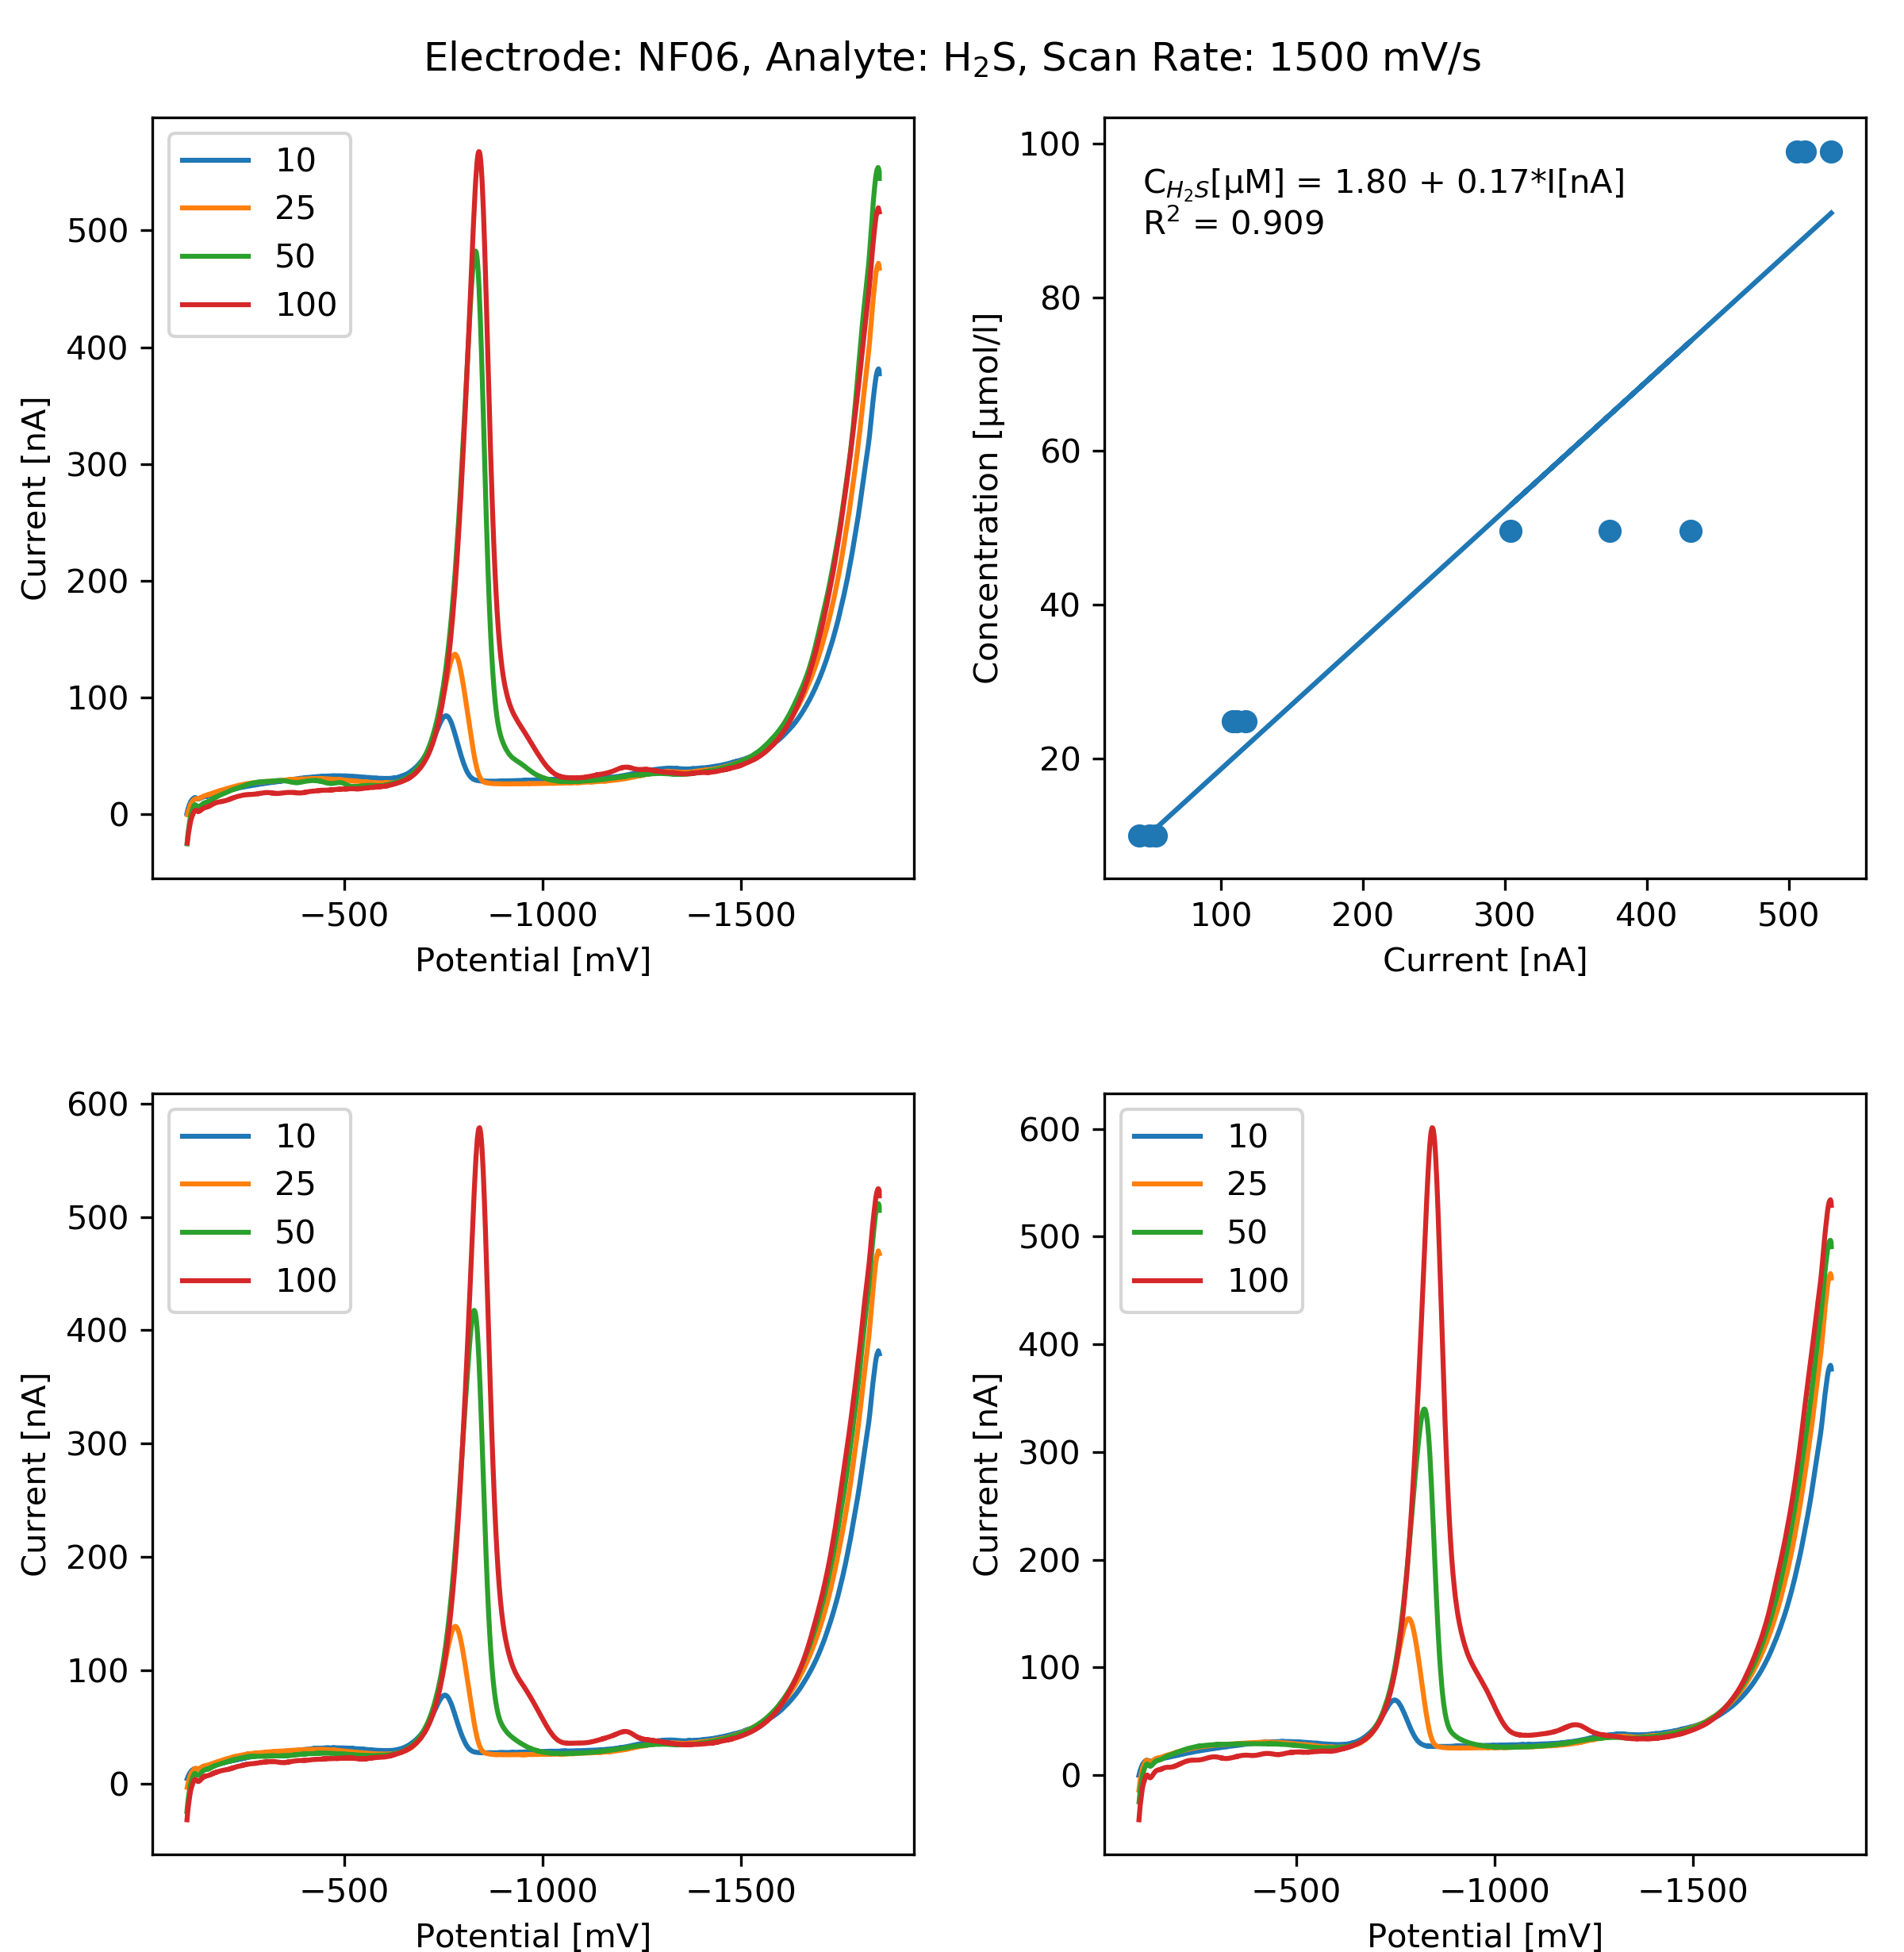 Electrode: NF06, Analyte: H₂S, Scan Rate: 1500 mV/s
10
25
50
100
500
400
300
200
100
0
Current [nA]
−500 −1000 −1500
Potential [mV]
C_{H₂S}[µM] = 1.80 + 0.17*I[nA]
R² = 0.909
100
80
60
40
20
Concentration [µmol/l]
100 200 300 400 500
Current [nA]
10
25
50
100
600
500
400
300
200
100
0
Current [nA]
−500 −1000 −1500
Potential [mV]
10
25
50
100
600
500
400
300
200
100
0
Current [nA]
−500 −1000 −1500
Potential [mV]